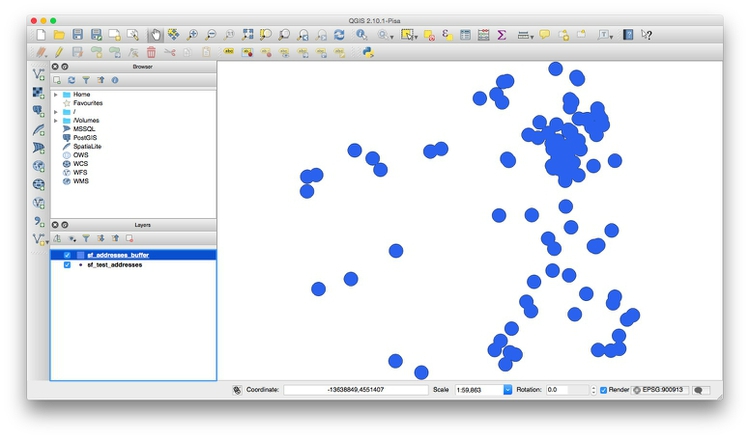 QGIS 2.10.1-Pisa
Browser
Home
Favourites
/
/Volumes
MSSQL
PostGIS
SpatiaLite
OWS
WCS
WFS
WMS
Layers
sf_addresses_buffer
sf_test_addresses
Coordinate: -13638849,4551407 Scale 1:59,863 Rotation: 0.0 Render EPSG:900913